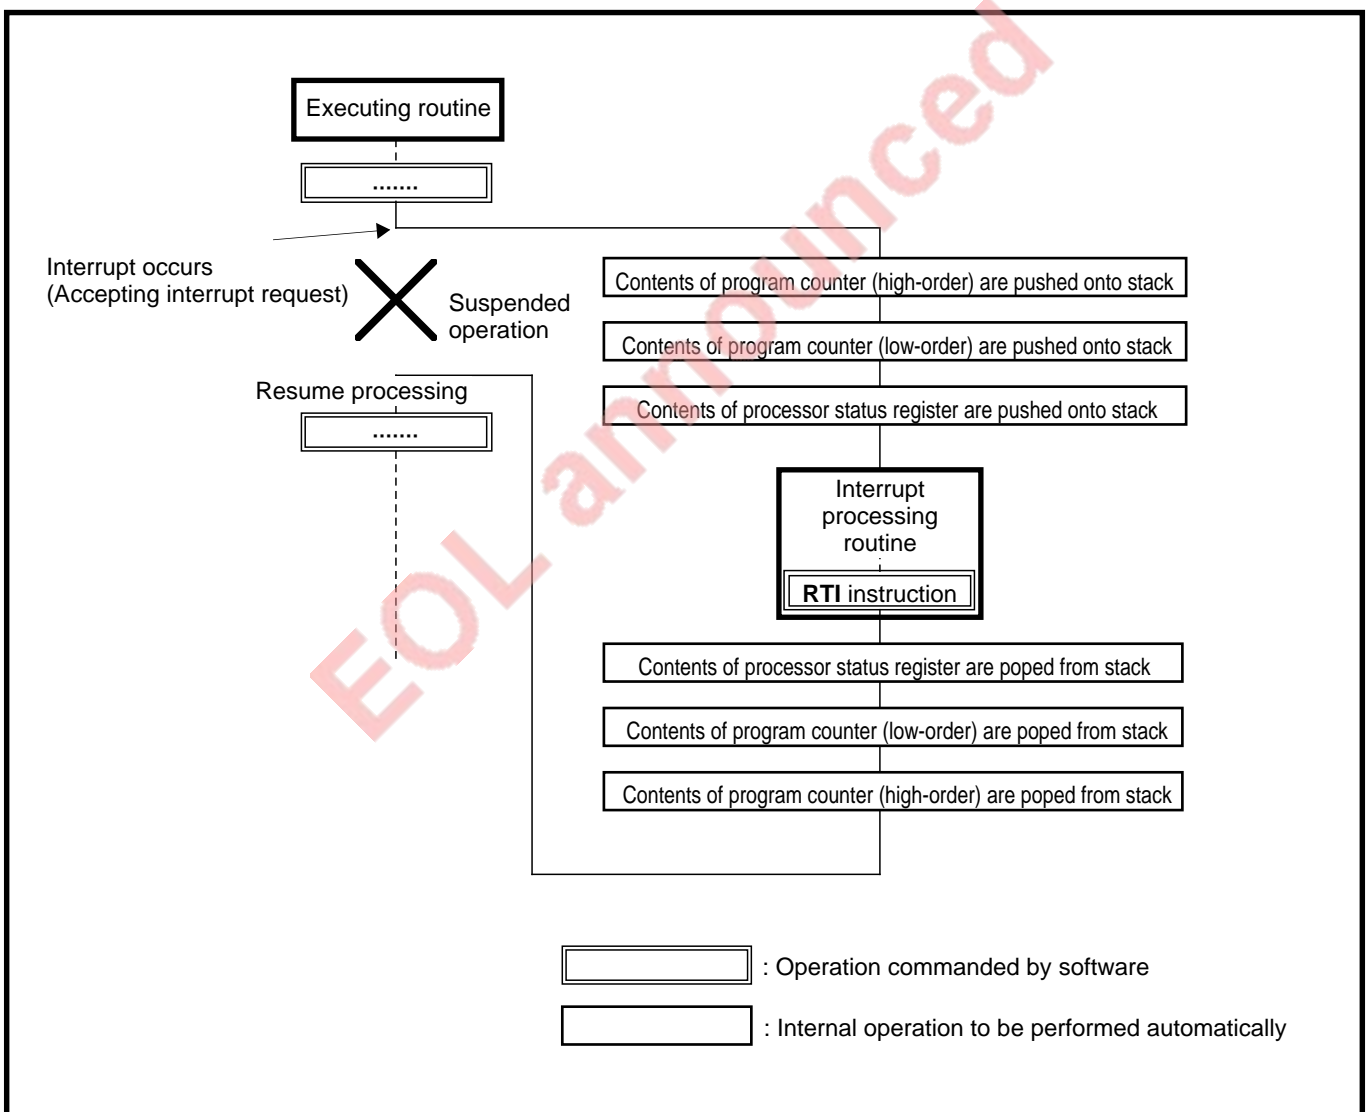 Executing routine
.......
Interrupt occurs
(Accepting interrupt request)
Suspended
operation
Resume processing
.......
Contents of program counter (high-order) are pushed onto stack
Contents of program counter (low-order) are pushed onto stack
Contents of processor status register are pushed onto stack
Interrupt
processing
routine
RTI instruction
Contents of processor status register are poped from stack
Contents of program counter (low-order) are poped from stack
Contents of program counter (high-order) are poped from stack
: Operation commanded by software
: Internal operation to be performed automatically
EOL announced